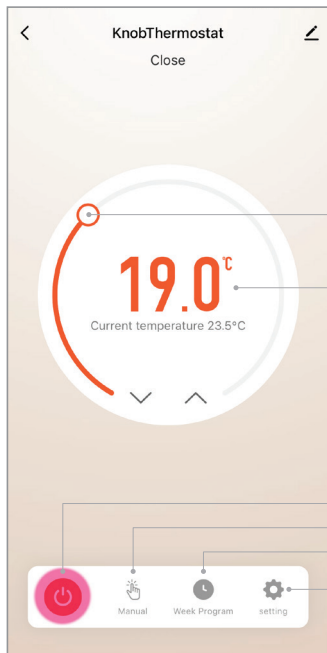 KnobThermostat
Close
19.0°C
Current temperature 23.5°C
Manual
Week Program
setting